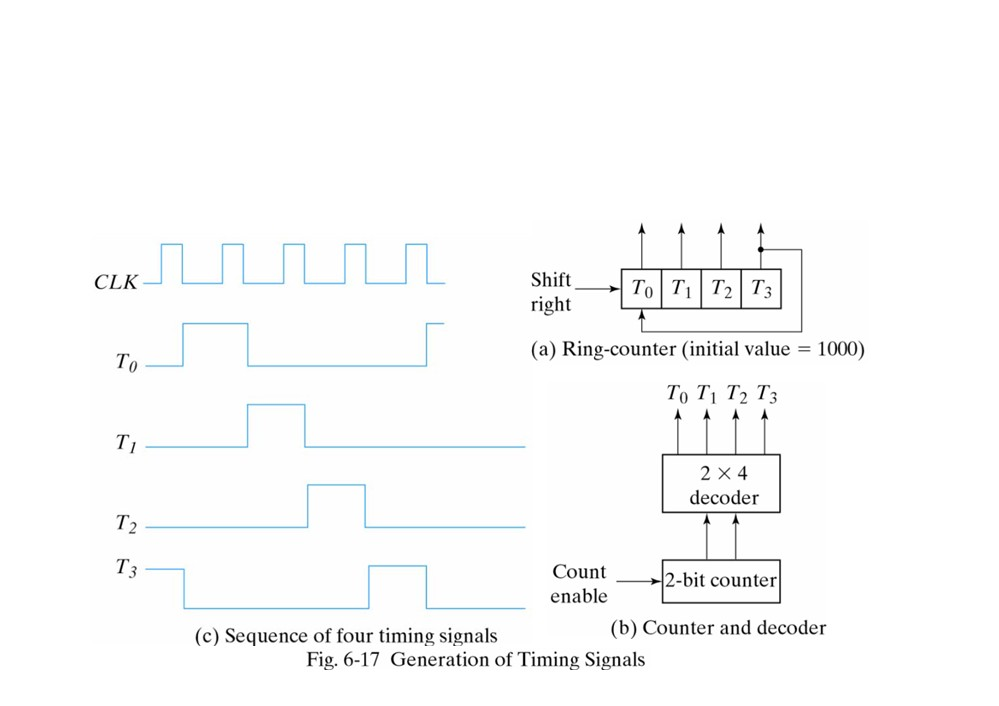 CLK
T0
T1
T2
T3
(c) Sequence of four timing signals
Shift
right
T0 T1 T2 T3
(a) Ring-counter (initial value = 1000)
T0 T1 T2 T3
2 × 4
decoder
Count
enable
2-bit counter
(b) Counter and decoder
Fig. 6-17 Generation of Timing Signals